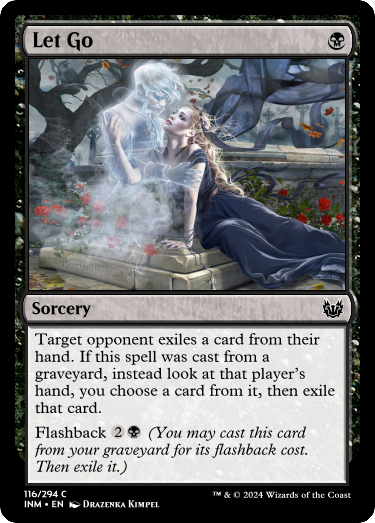 Let Go
Sorcery
Target opponent exiles a card from their
hand. If this spell was cast from a
graveyard, instead look at that player's
hand, you choose a card from it, then exile
that card.
Flashback 2 (You may cast this card
from your graveyard for its flashback cost.
Then exile it.)
116/294 C
INM • EN Drazenka Kimpel
™ & © 2024 Wizards of the Coast